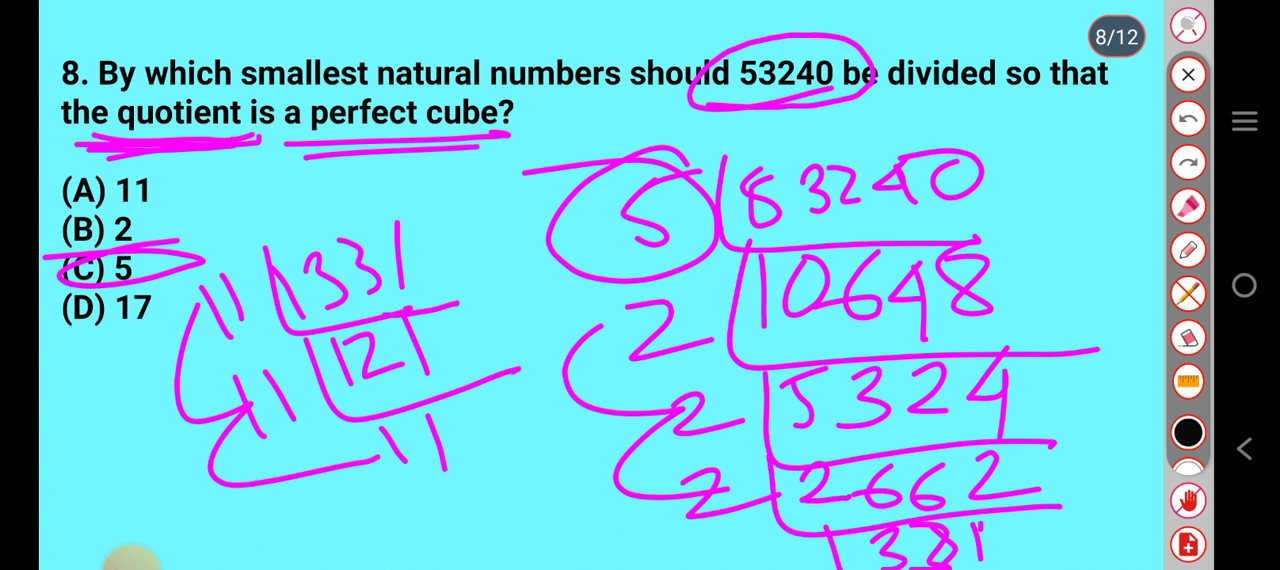 8/12
8. By which smallest natural numbers should 53240 be divided so that
the quotient is a perfect cube?
(A) 11
(B) 2
(C) 5
(D) 17
5 53240
2 10648
2 5324
2 2662
1331
11 1331
11 121
11